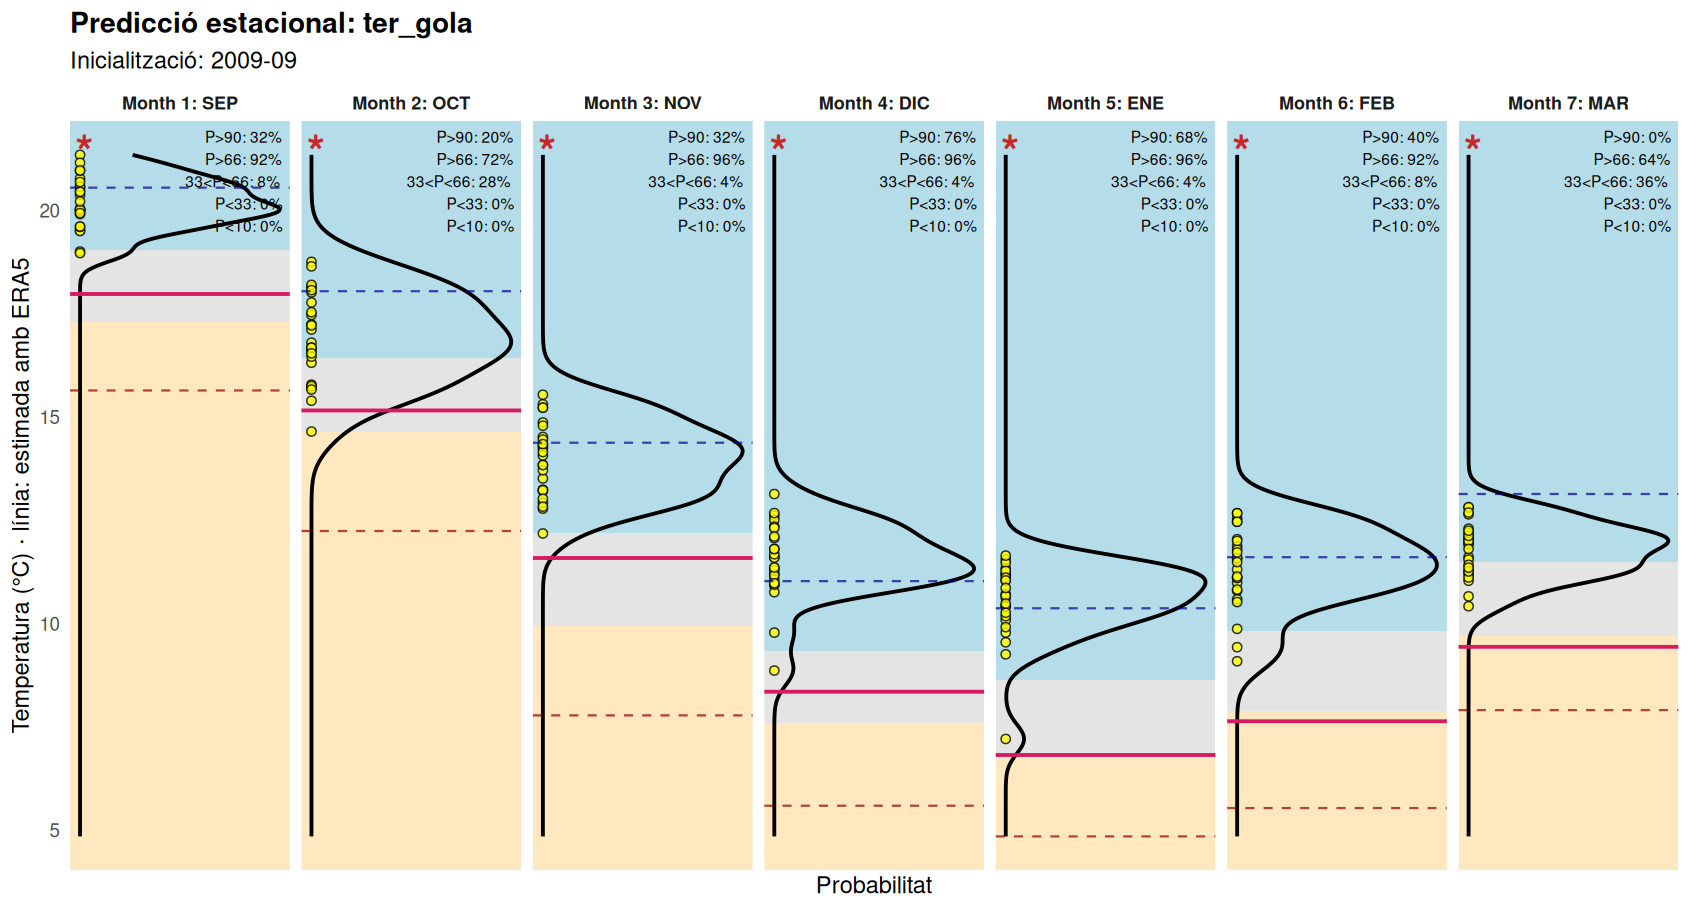 Predicció estacional: ter_gola
Inicialització: 2009-09
Month 1: SEP
Month 2: OCT
Month 3: NOV
Month 4: DIC
Month 5: ENE
Month 6: FEB
Month 7: MAR
*
P>90: 32%
P>66: 92%
33<P<66: 8%
P<33: 0%
P<10: 0%
*
P>90: 20%
P>66: 72%
33<P<66: 28%
P<33: 0%
P<10: 0%
*
P>90: 32%
P>66: 96%
33<P<66: 4%
P<33: 0%
P<10: 0%
*
P>90: 76%
P>66: 96%
33<P<66: 4%
P<33: 0%
P<10: 0%
*
P>90: 68%
P>66: 96%
33<P<66: 4%
P<33: 0%
P<10: 0%
*
P>90: 40%
P>66: 92%
33<P<66: 8%
P<33: 0%
P<10: 0%
*
P>90: 0%
P>66: 64%
33<P<66: 36%
P<33: 0%
P<10: 0%
20
15
10
5
Temperatura (°C) · línia: estimada amb ERA5
Probabilitat